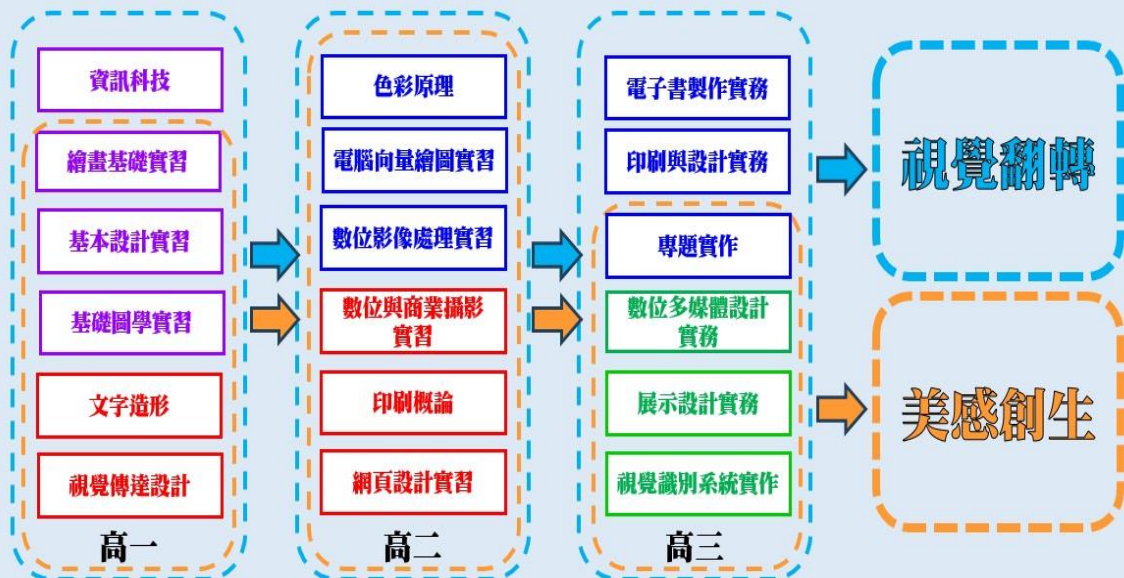 資訊科技
繪畫基礎實習
基本設計實習
基礎圖學實習
文字造形
視覺傳達設計
高一
色彩原理
電腦向量繪圖實習
數位影像處理實習
數位與商業攝影
實習
印刷概論
網頁設計實習
高二
電子書製作實務
印刷與設計實務
專題實作
數位多媒體設計
實務
展示設計實務
視覺識別系統實作
高三
視覺翻轉
美感創生